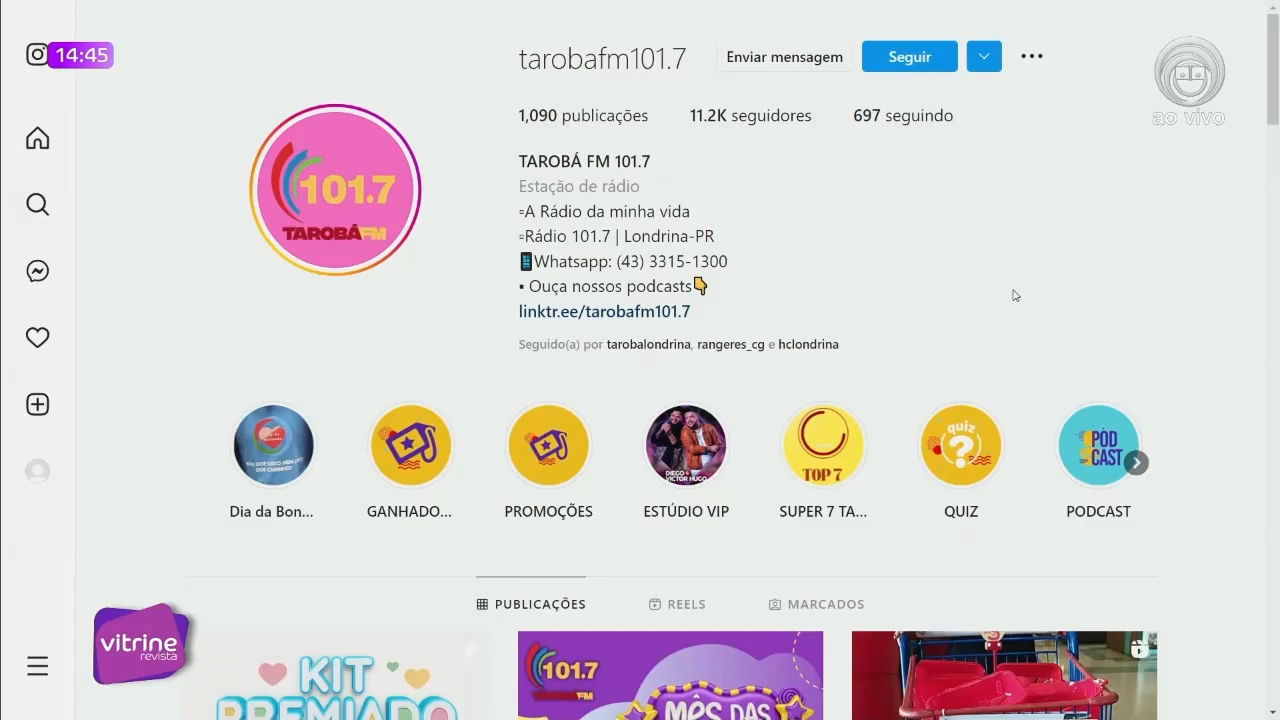 14:45
tarobafm101.7
Enviar mensagem
Seguir
ao vivo
1,090 publicações
11.2K seguidores
697 seguindo
TAROBÁ FM 101.7
Estação de rádio
▫A Rádio da minha vida
▫Rádio 101.7 | Londrina-PR
📱Whatsapp: (43) 3315-1300
▪ Ouça nossos podcasts👇
linktr.ee/tarobafm101.7
Seguido(a) por tarobalondrina, rangeres_cg e hclondrina
101.7
TAROBÁFM
DIEGO
VICTOR HUGO
TOP 7
quiz
?
PÓD
CAST
Dia da Bon...
GANHADO...
PROMOÇÕES
ESTÚDIO VIP
SUPER 7 TA...
QUIZ
PODCAST
PUBLICAÇÕES
REELS
MARCADOS
vitrine
revista
KIT
PREMIADO
101.7
FM
MÊS DAS